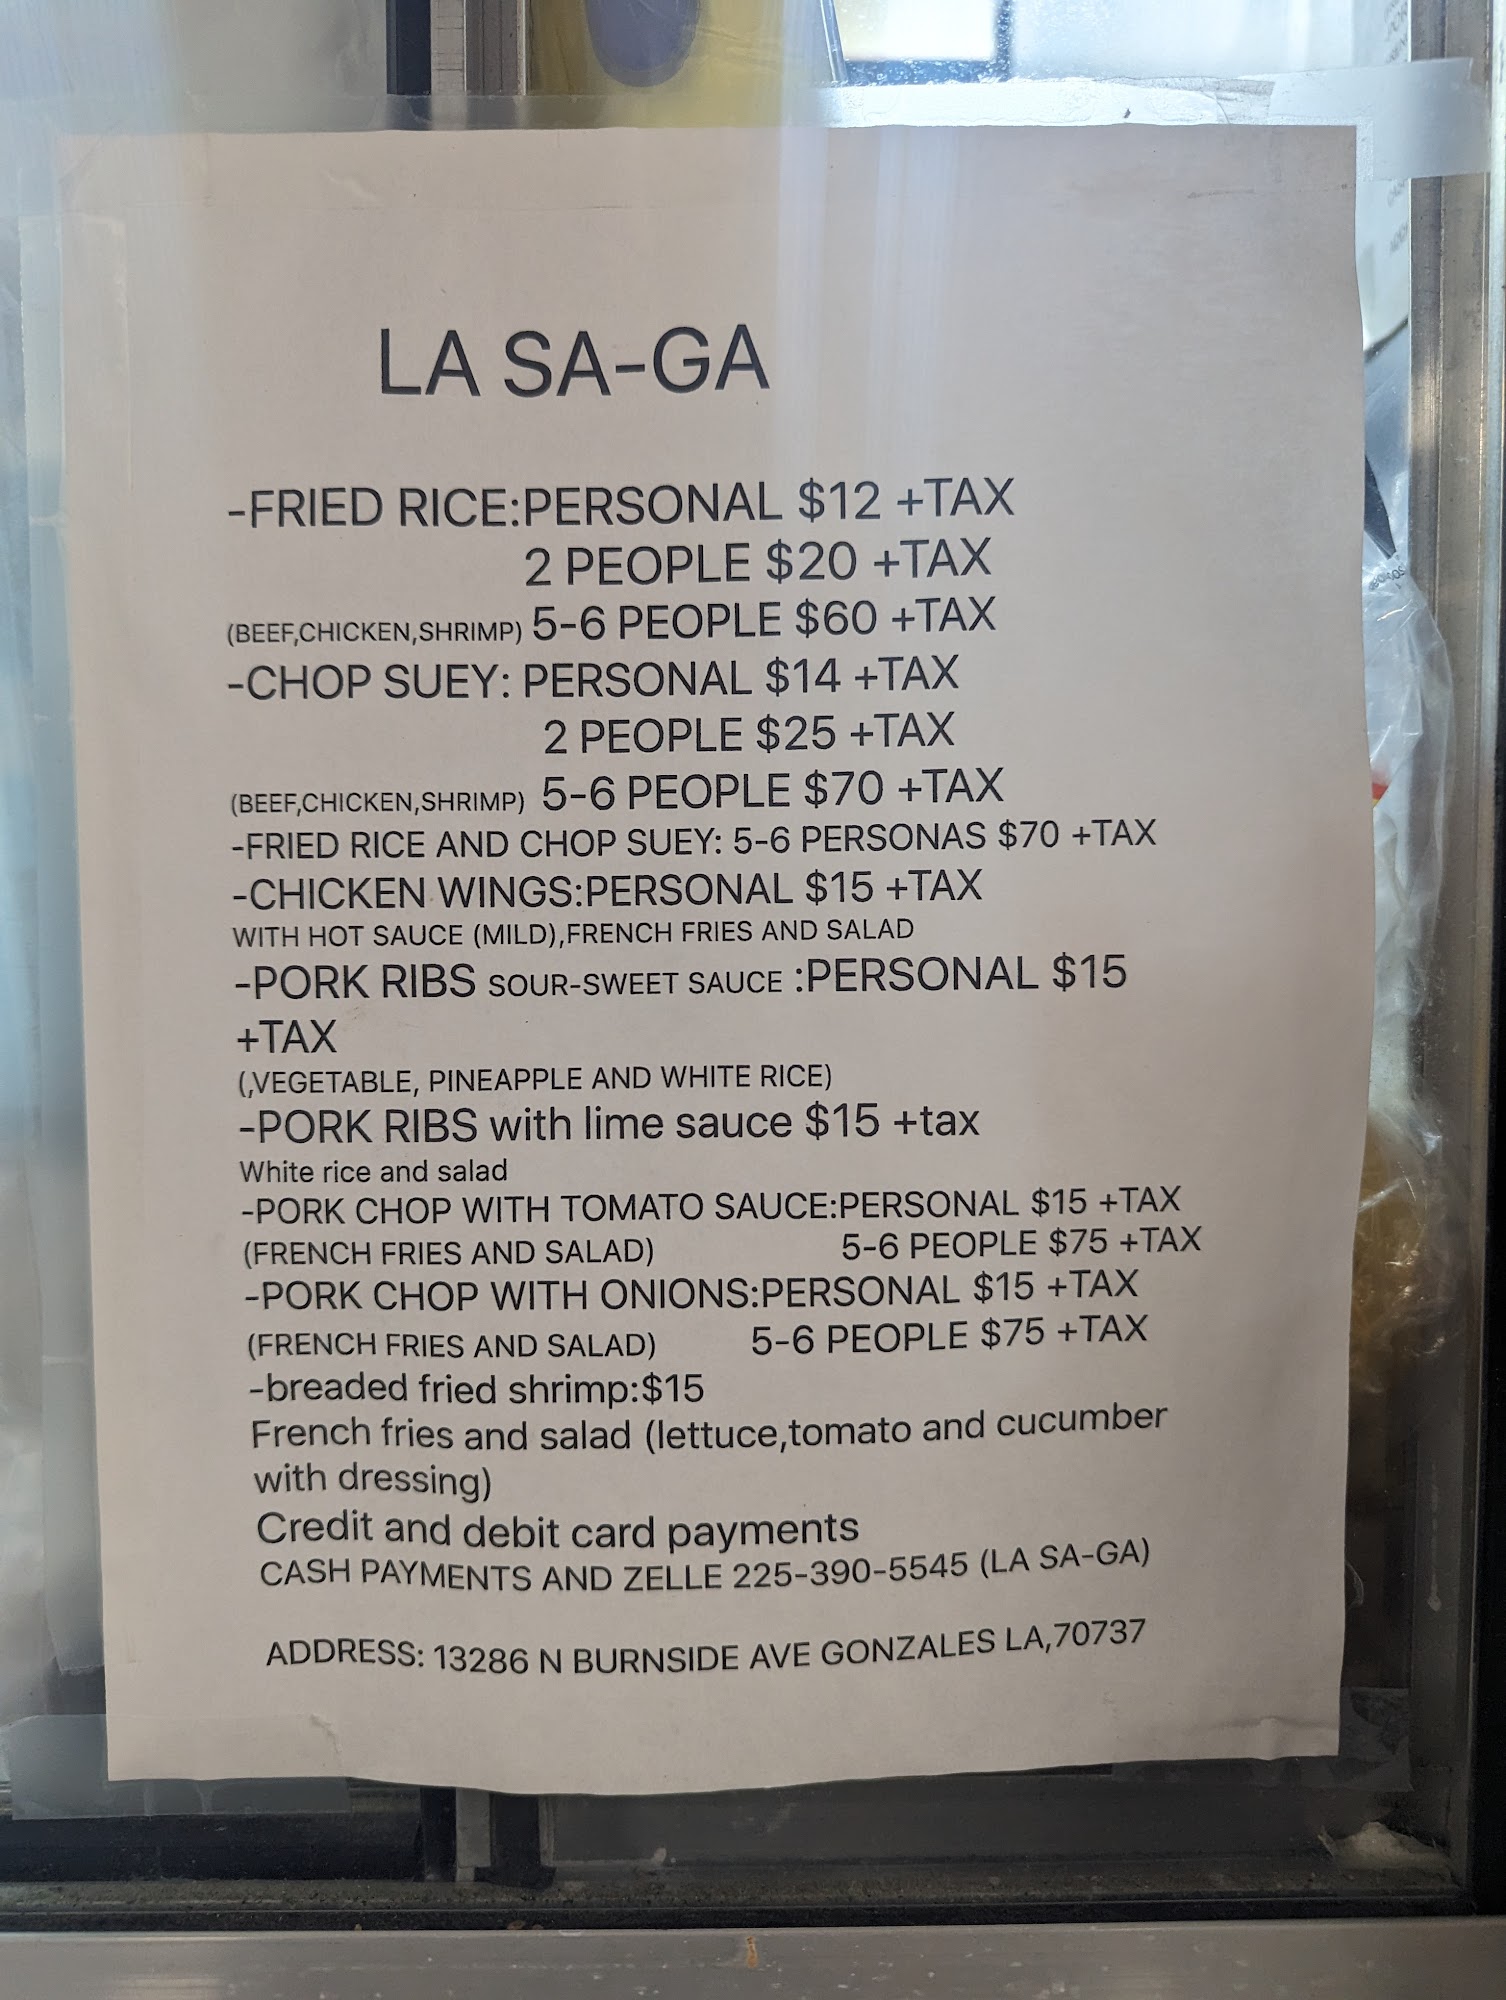 LA SA-GA
-FRIED RICE:PERSONAL $12 +TAX
2 PEOPLE $20 +TAX
(BEEF,CHICKEN,SHRIMP) 5-6 PEOPLE $60 +TAX
-CHOP SUEY: PERSONAL $14 +TAX
2 PEOPLE $25 +TAX
(BEEF,CHICKEN,SHRIMP) 5-6 PEOPLE $70 +TAX
-FRIED RICE AND CHOP SUEY: 5-6 PERSONAS $70 +TAX
-CHICKEN WINGS:PERSONAL $15 +TAX
WITH HOT SAUCE (MILD),FRENCH FRIES AND SALAD
-PORK RIBS SOUR-SWEET SAUCE :PERSONAL $15
+TAX
(,VEGETABLE, PINEAPPLE AND WHITE RICE)
-PORK RIBS with lime sauce $15 +tax
White rice and salad
-PORK CHOP WITH TOMATO SAUCE:PERSONAL $15 +TAX
(FRENCH FRIES AND SALAD) 5-6 PEOPLE $75 +TAX
-PORK CHOP WITH ONIONS:PERSONAL $15 +TAX
(FRENCH FRIES AND SALAD) 5-6 PEOPLE $75 +TAX
-breaded fried shrimp:$15
French fries and salad (lettuce,tomato and cucumber
with dressing)
Credit and debit card payments
CASH PAYMENTS AND ZELLE 225-390-5545 (LA SA-GA)
ADDRESS: 13286 N BURNSIDE AVE GONZALES LA,70737